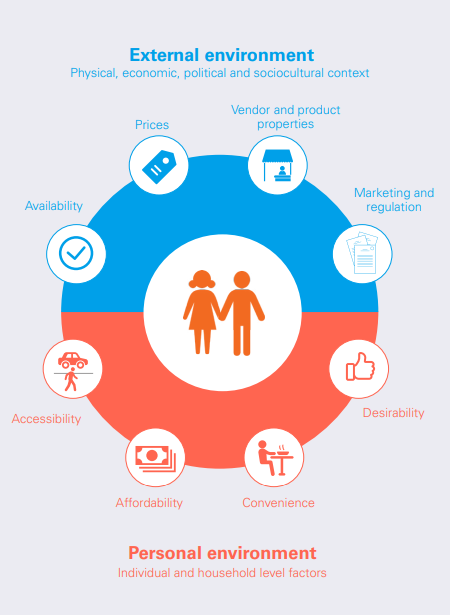 External environment
Physical, economic, political and sociocultural context
Prices
Vendor and product
properties
Availability
Marketing and
regulation
Accessibility
Desirability
Affordability
Convenience
Personal environment
Individual and household level factors